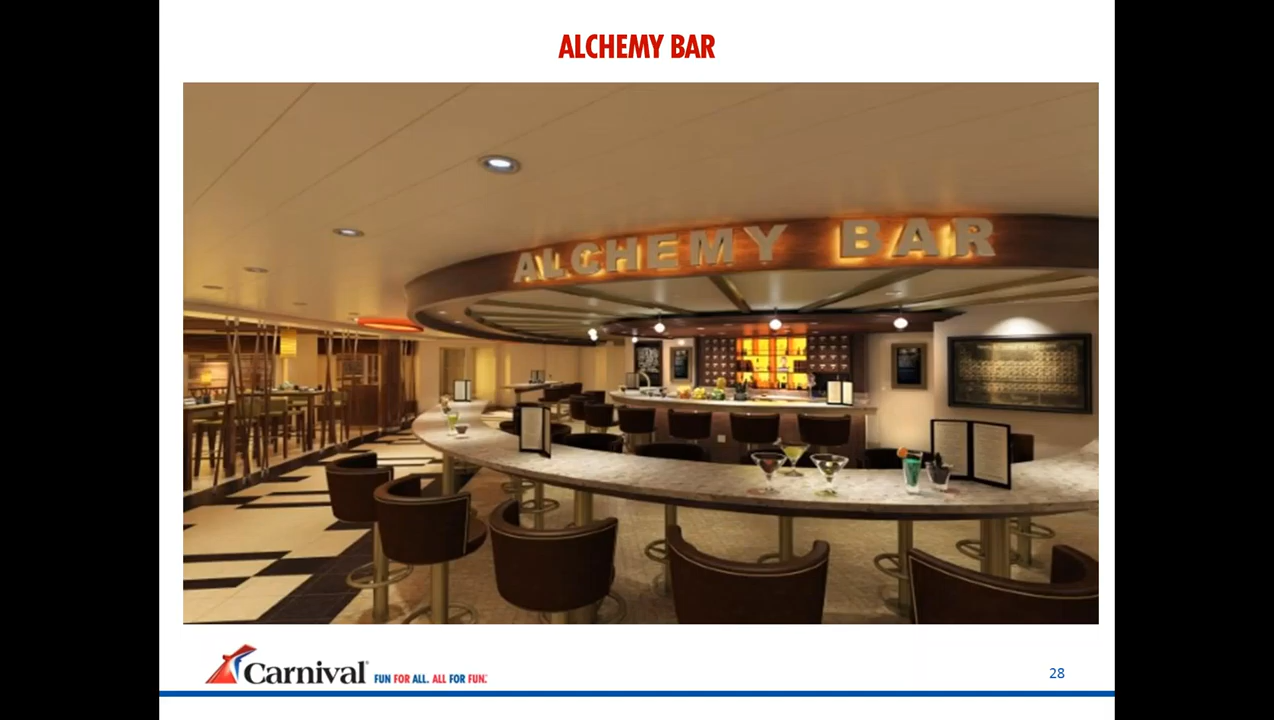 ALCHEMY BAR
ALCHEMY BAR
Carnival®
FUN FOR ALL. ALL FOR FUN.
28